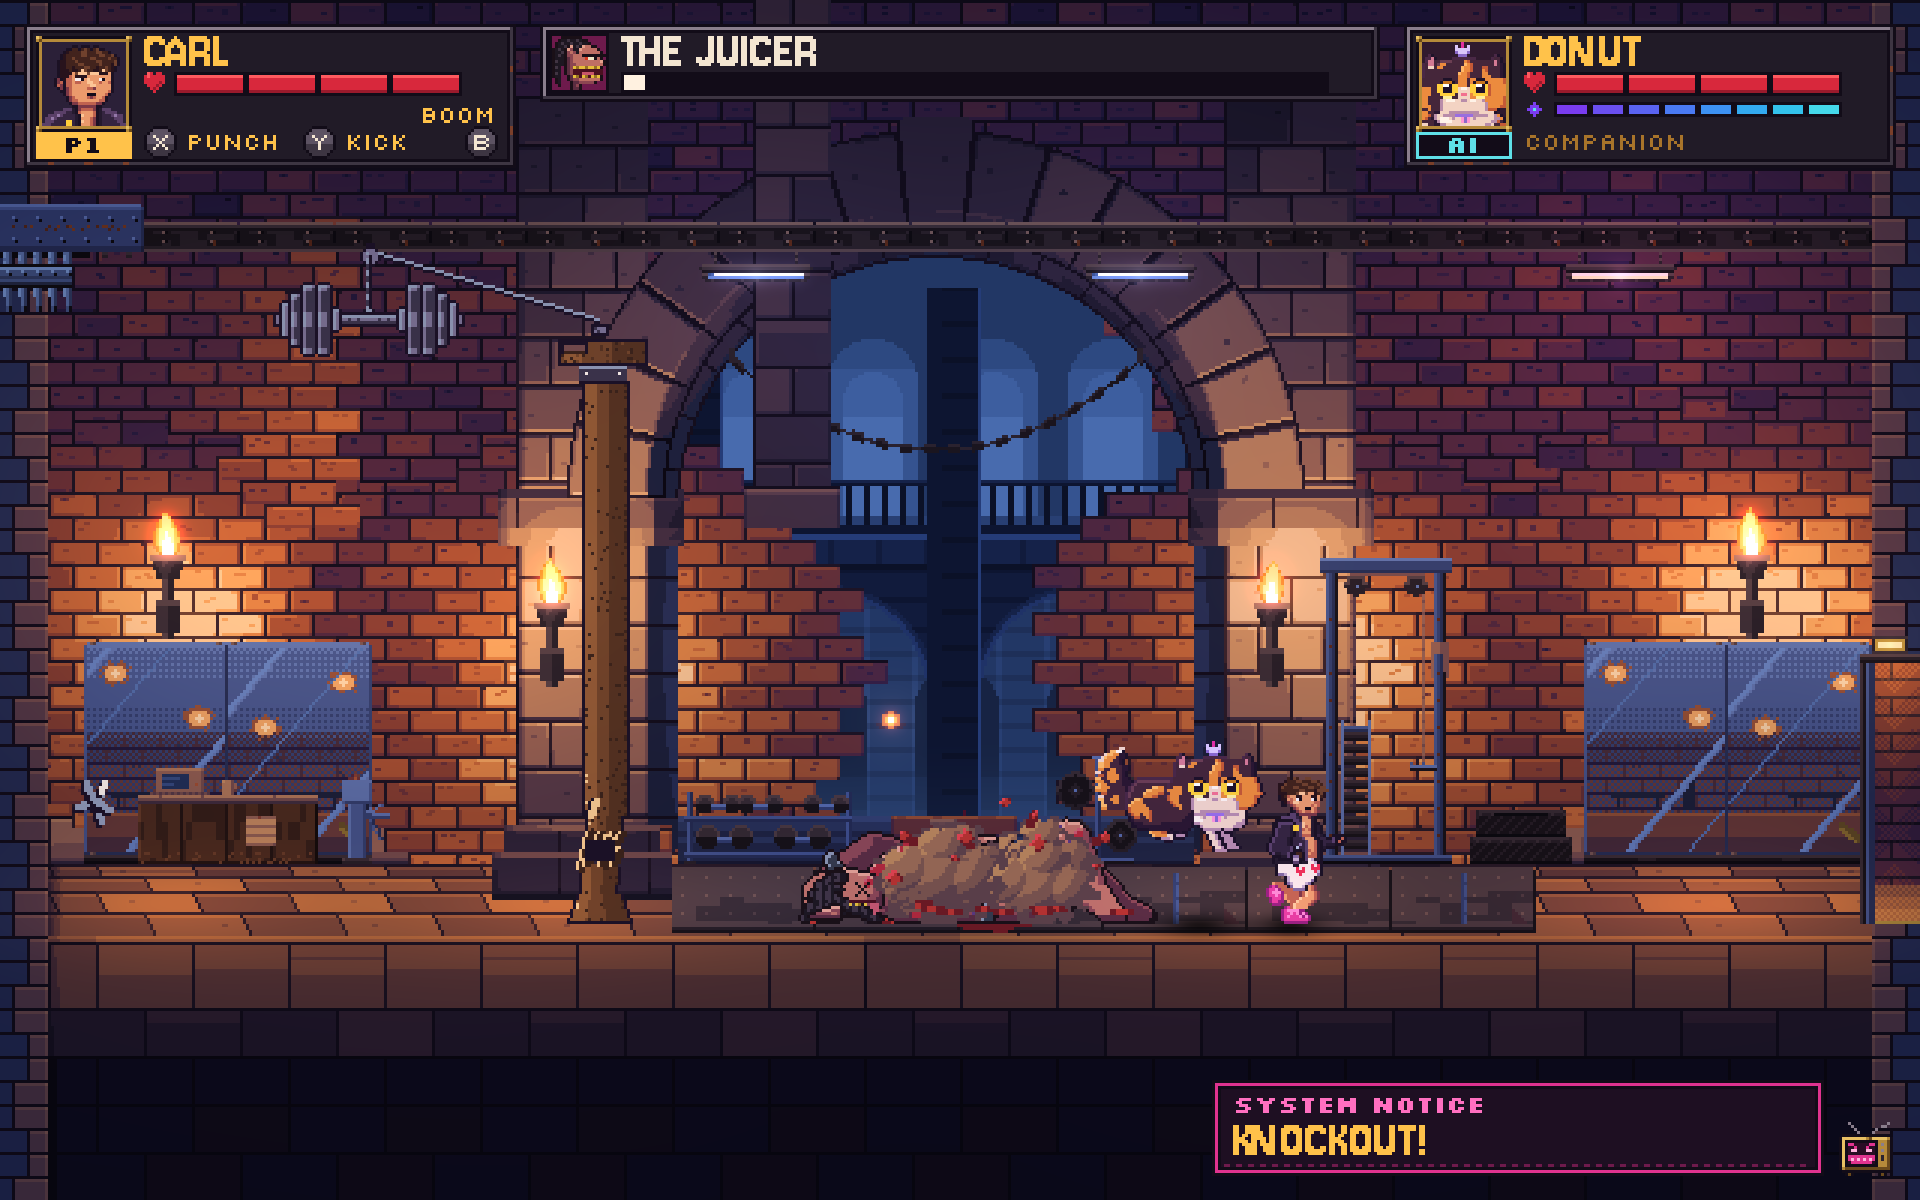 CARL
P1
X PUNCH Y KICK
BOOM
B
THE JUICER
DONUT
AI
COMPANION
SYSTEM NOTICE
KNOCKOUT!